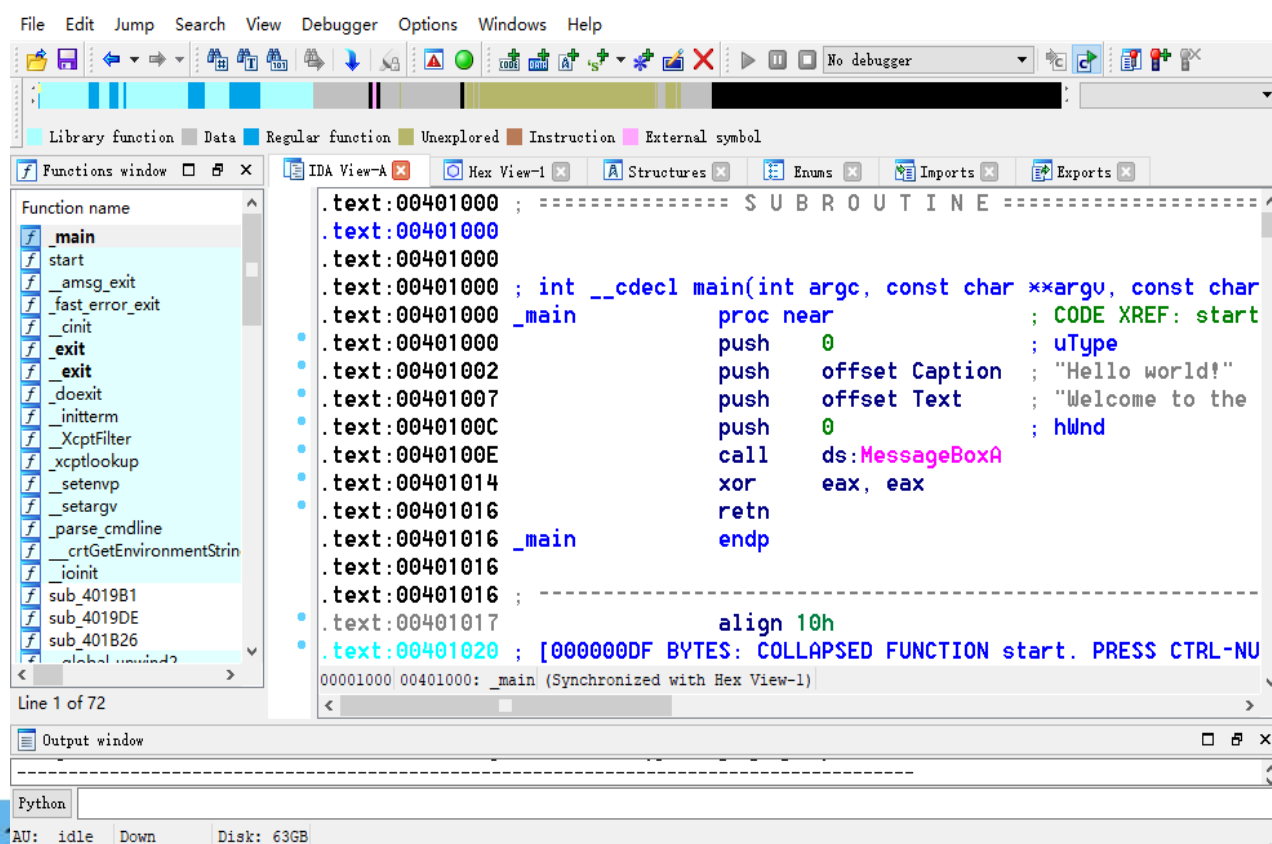 File Edit Jump Search View Debugger Options Windows Help
No debugger
Library function Data Regular function Unexplored Instruction External symbol
Functions window
IDA View-A Hex View-1 Structures Enums Imports Exports
Function name
_main
start
__amsg_exit
_fast_error_exit
__cinit
_exit
__exit
_doexit
__initterm
__XcptFilter
_xcptlookup
__setenvp
__setargv
_parse_cmdline
___crtGetEnvironmentStrin
__ioinit
sub_4019B1
sub_4019DE
sub_401B26
__global_unwind2
Line 1 of 72
.text:00401000 ; =============== S U B R O U T I N E ====================
.text:00401000
.text:00401000
.text:00401000 ; int __cdecl main(int argc, const char **argv, const char
.text:00401000 _main proc near ; CODE XREF: start
.text:00401000 push 0 ; uType
.text:00401002 push offset Caption ; "Hello world!"
.text:00401007 push offset Text ; "Welcome to the
.text:0040100C push 0 ; hWnd
.text:0040100E call ds:MessageBoxA
.text:00401014 xor eax, eax
.text:00401016 retn
.text:00401016 _main endp
.text:00401016
.text:00401016 ; ---------------------------------------------------------
.text:00401017 align 10h
.text:00401020 ; [000000DF BYTES: COLLAPSED FUNCTION start. PRESS CTRL-NU
00001000 00401000: _main (Synchronized with Hex View-1)
Output window
Python
AU: idle Down Disk: 63GB